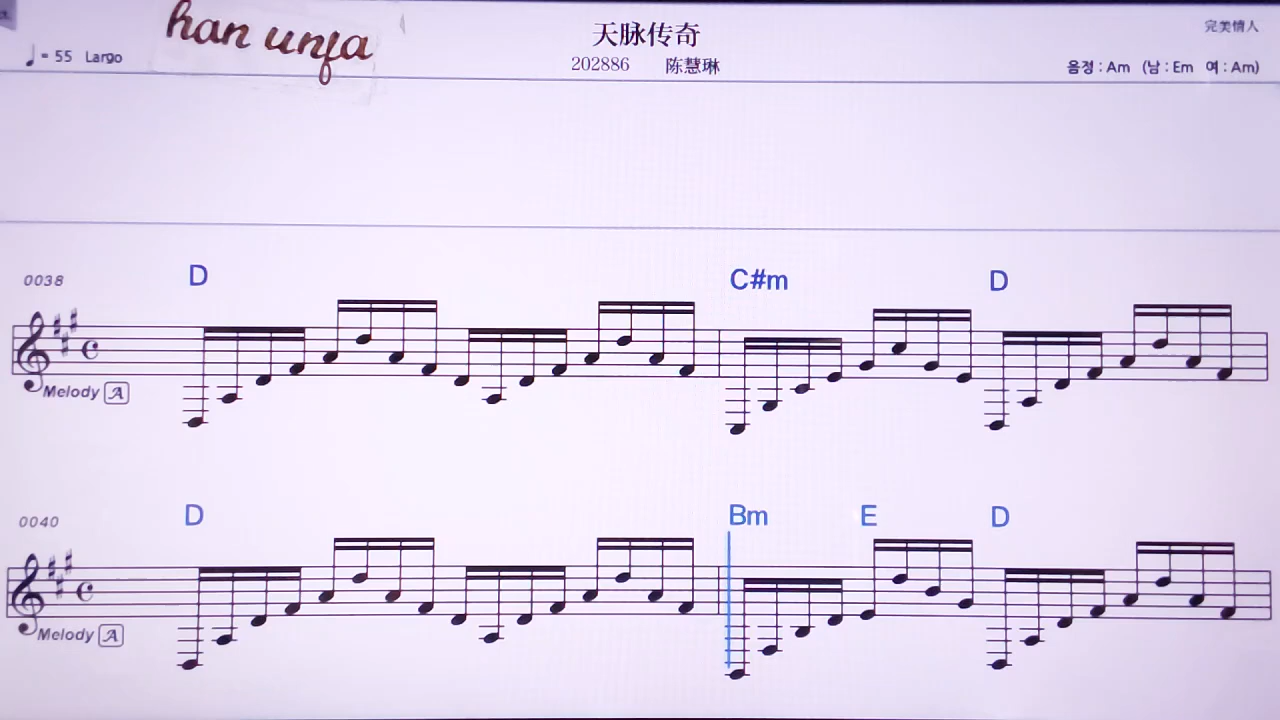 han unfa
天脉传奇
完美情人
♩= 55 Largo
202886 陈慧琳
음정 : Am (남 : Em 여 : Am)
0038
D C#m D
Melody A
0040
D Bm E D
Melody A